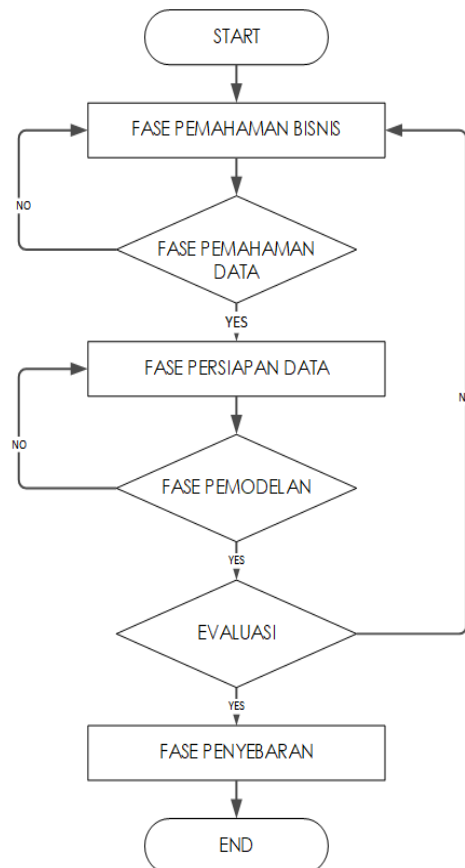 START
FASE PEMAHAMAN BISNIS
NO
FASE PEMAHAMAN
DATA
YES
FASE PERSIAPAN DATA
NO
FASE PEMODELAN
YES
EVALUASI
YES
FASE PENYEBARAN
END